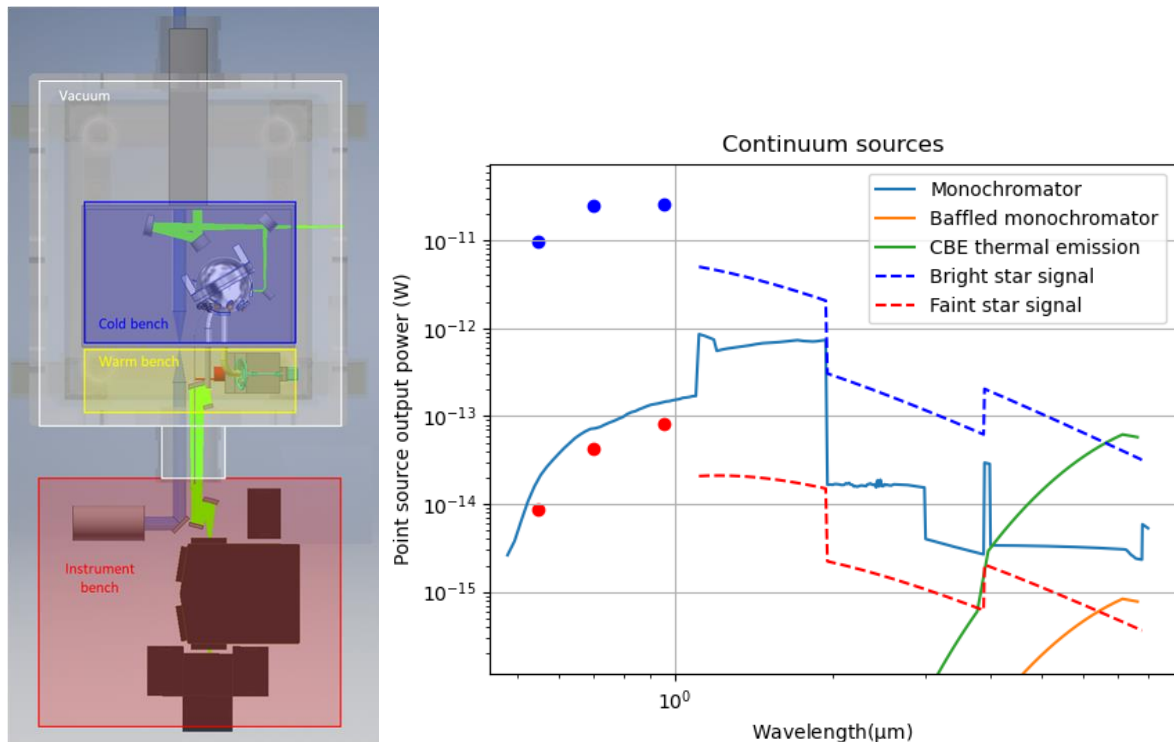 Vacuum
Cold bench
Warm bench
Instrument
bench
Continuum sources
Point source output power (W)
10⁻¹¹
10⁻¹²
10⁻¹³
10⁻¹⁴
10⁻¹⁵
Monochromator
Baffled monochromator
CBE thermal emission
Bright star signal
Faint star signal
10⁰
Wavelength(μm)